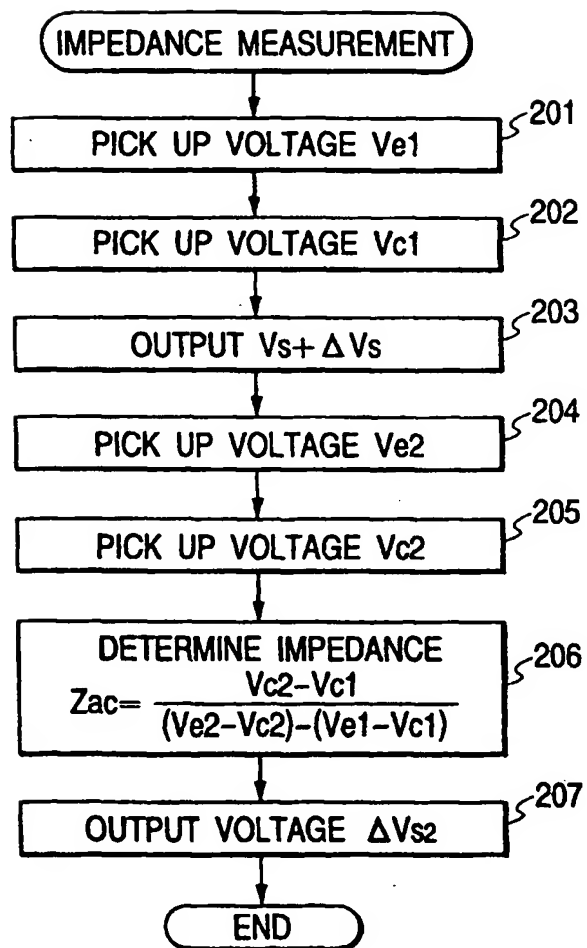 IMPEDANCE MEASUREMENT
201
PICK UP VOLTAGE Ve1
202
PICK UP VOLTAGE Vc1
203
OUTPUT Vs+ΔVs
204
PICK UP VOLTAGE Ve2
205
PICK UP VOLTAGE Vc2
206
DETERMINE IMPEDANCE
Zac= Vc2-Vc1 / (Ve2-Vc2)-(Ve1-Vc1)
207
OUTPUT VOLTAGE ΔVs2
END